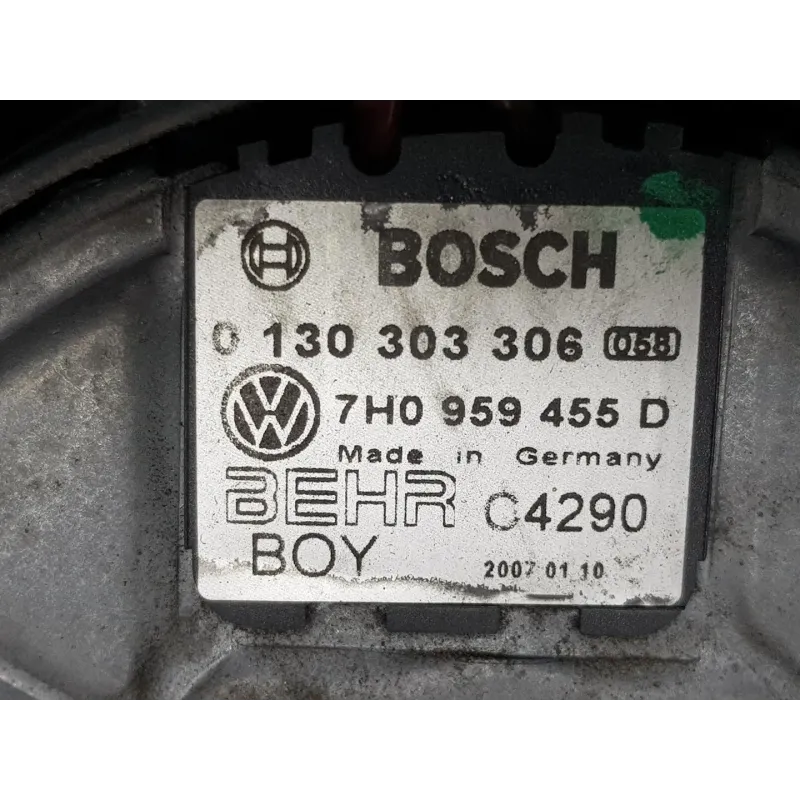 BOSCH
0 130 303 306 058
7H0 959 455 D
Made in Germany
BEHR C4290
BOY 2007 01 10